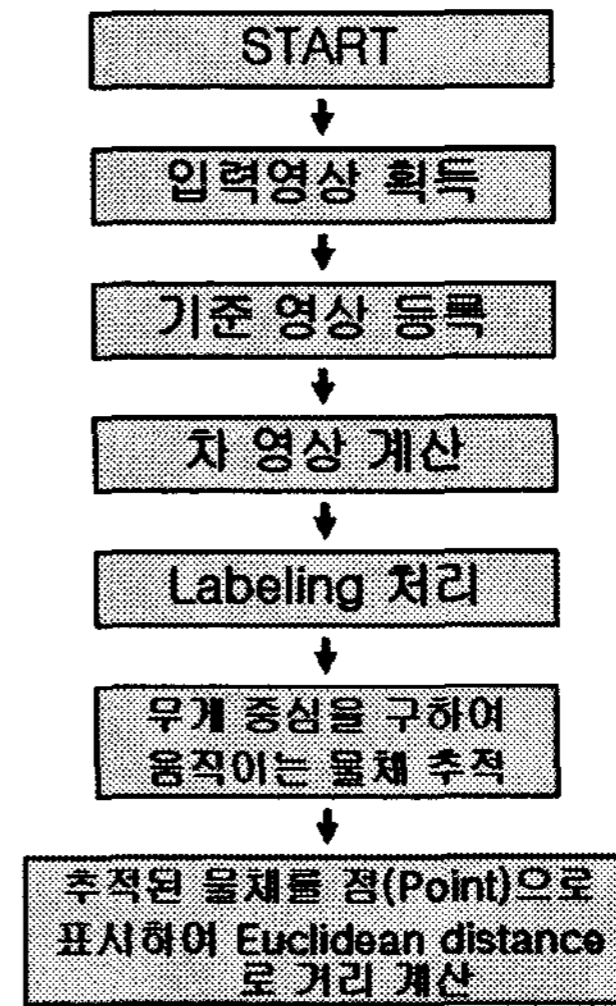 START
입력영상 획득
기준 영상 등록
차 영상 계산
Labeling 처리
무게 중심을 구하여
움직이는 물체 추적
추적된 물체를 점(Point)으로
표시하여 Euclidean distance
로 거리 계산